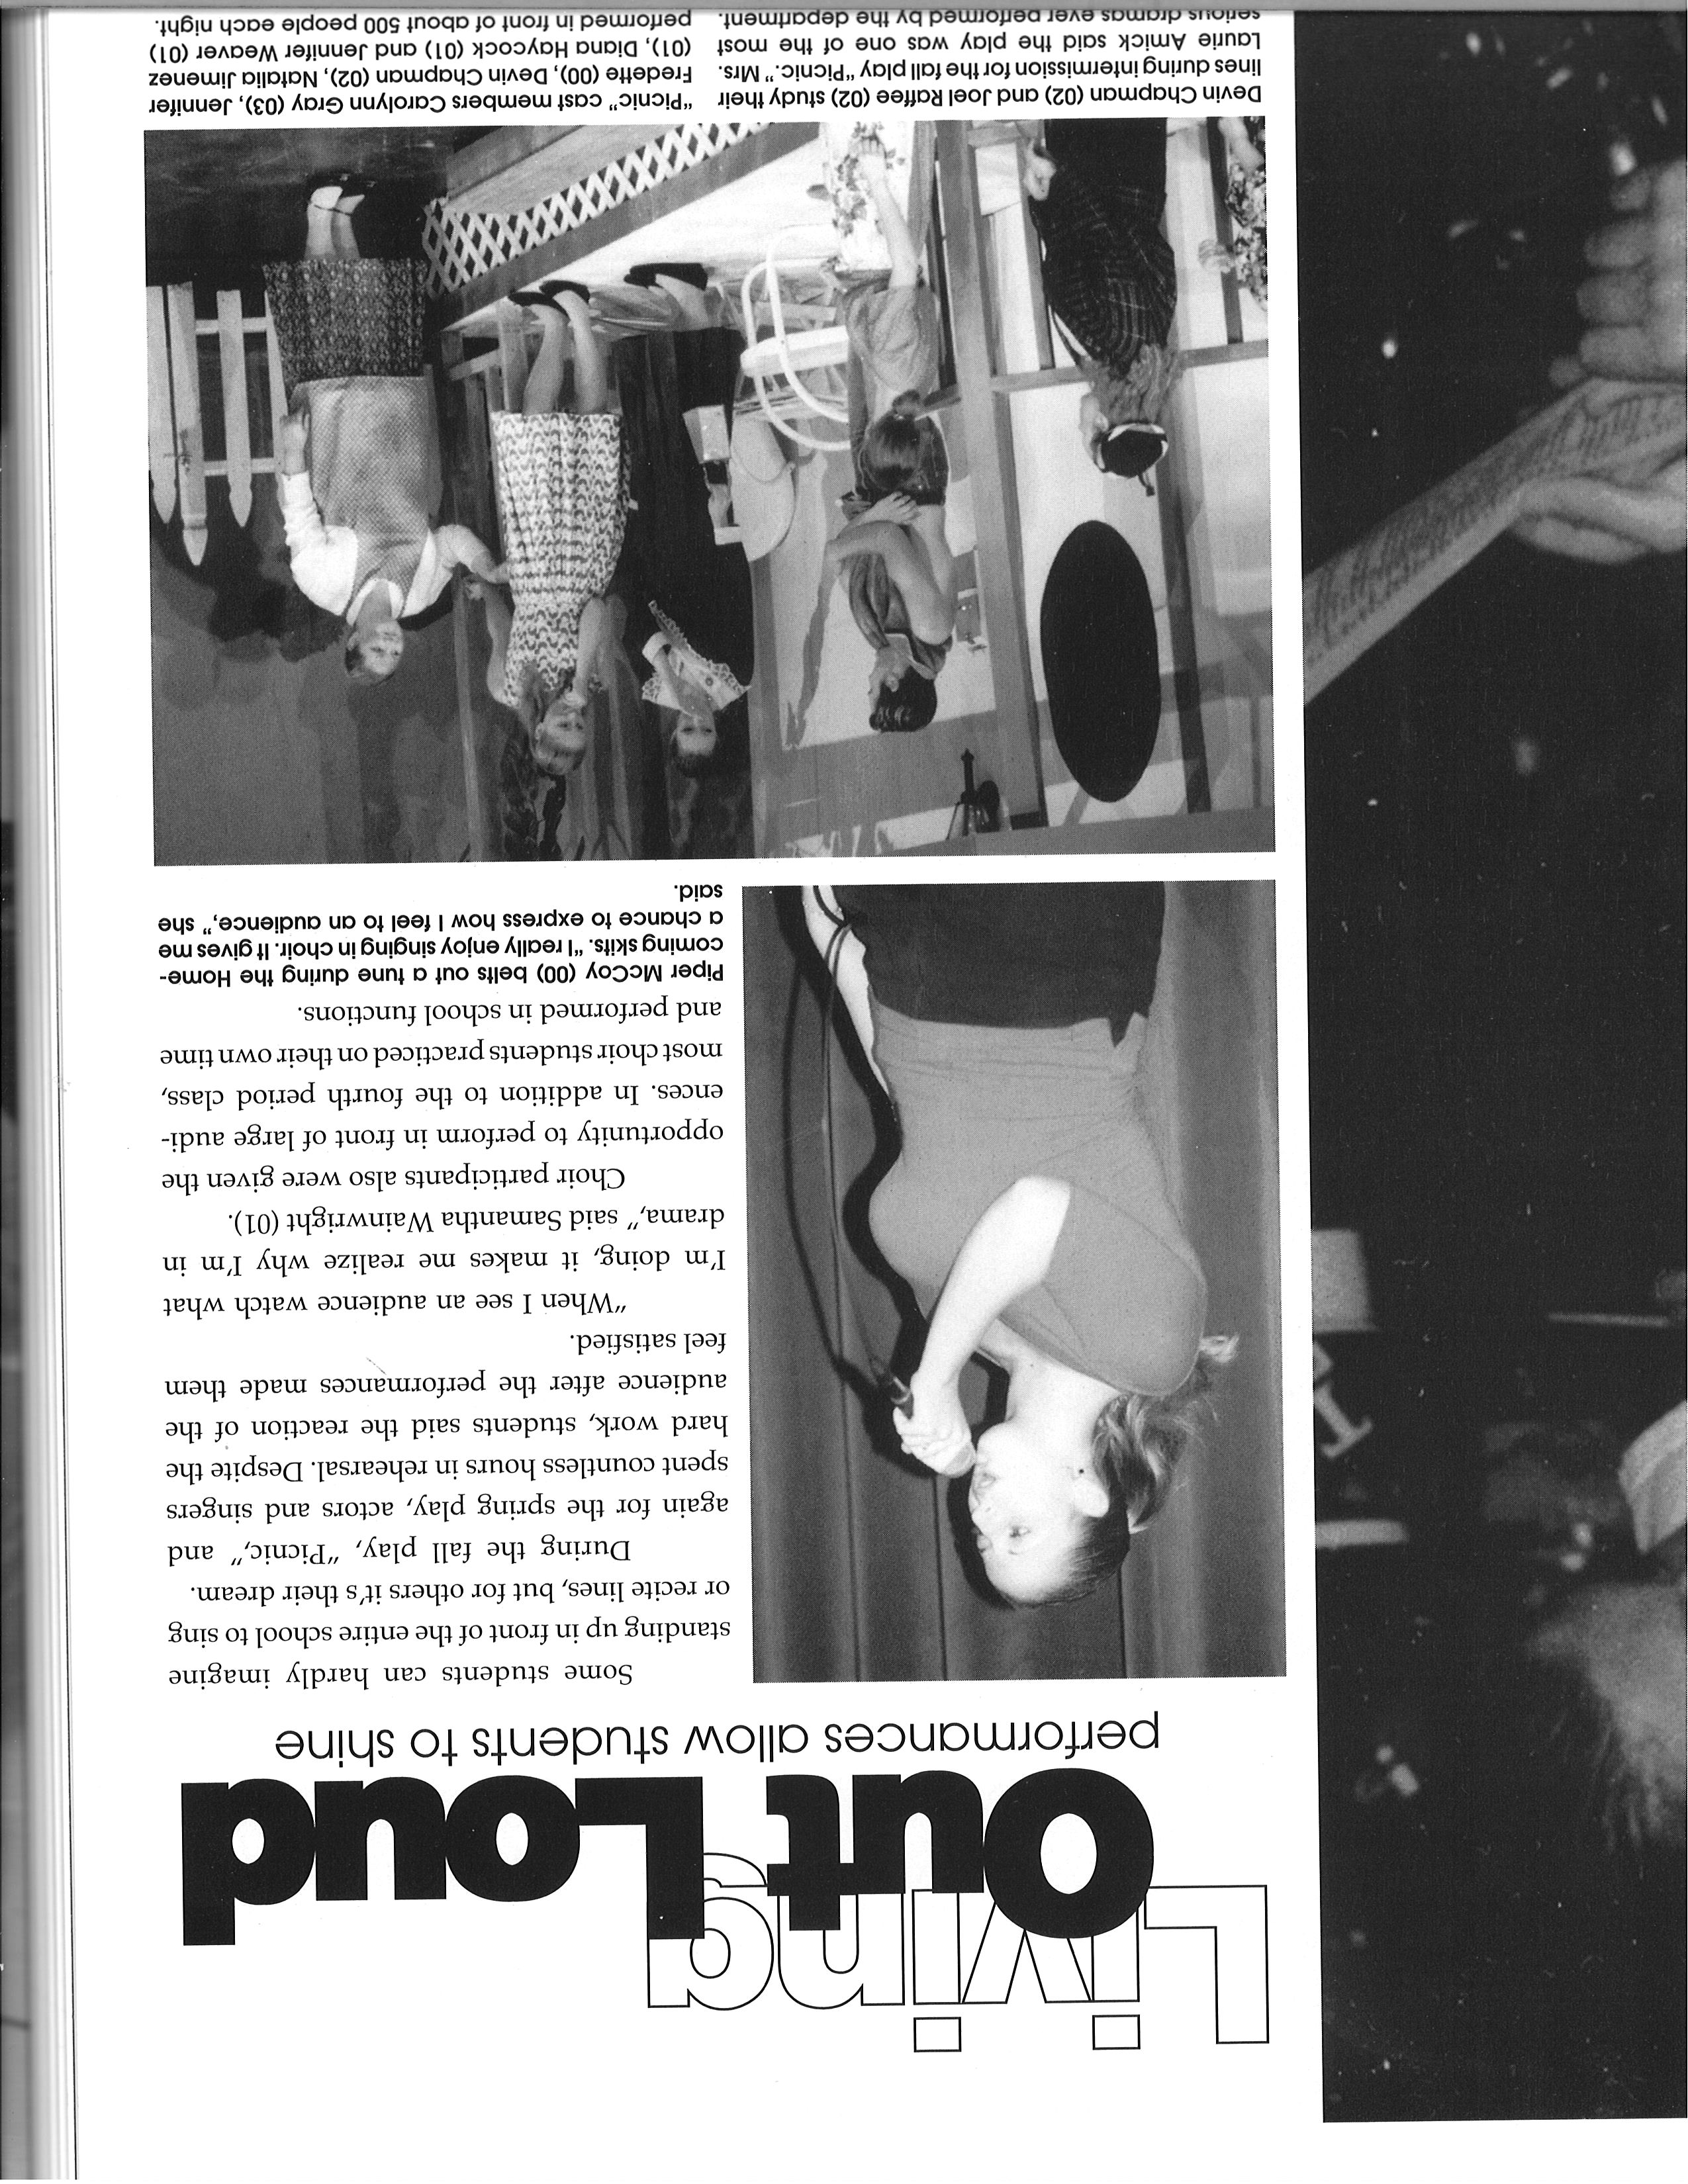 Living
Out Loud
performances allow students to shine
Some students can hardly imagine
standing up in front of the entire school to sing
or recite lines, but for others it's their dream.
During the fall play, "Picnic," and
again for the spring play, actors and singers
spent countless hours in rehearsal. Despite the
hard work, students said the reaction of the
audience after the performances made them
feel satisfied.
"When I see an audience watch what
I'm doing, it makes me realize why I'm in
drama," said Samantha Wainwright (01).
Choir participants also were given the
opportunity to perform in front of large audi-
ences. In addition to the fourth period class,
most choir students practiced on their own time
and performed in school functions.
Piper McCoy (00) belts out a tune during the Home-
coming skits. "I really enjoy singing in choir. It gives me
a chance to express how I feel to an audience," she
said.
Devin Chapman (02) and Joel Raffee (02) study their
lines during intermission for the fall play "Picnic." Mrs.
Laurie Amick said the play was one of the most
serious dramas ever performed by the department.
"Picnic" cast members Carolynn Gray (03), Jennifer
Fredette (00), Devin Chapman (02), Natalia Jimenez
(01), Diana Haycock (01) and Jennifer Weaver (01)
performed in front of about 500 people each night.